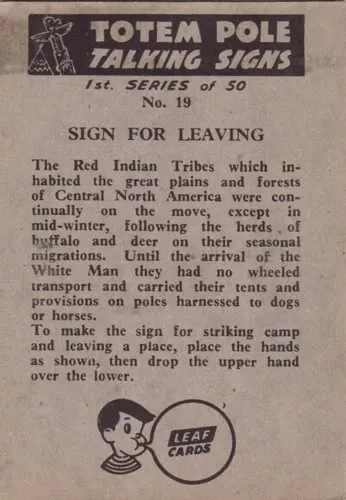 TOTEM POLE
TALKING SIGNS
1st. SERIES of 50
No. 19
SIGN FOR LEAVING
The Red Indian Tribes which in-
habited the great plains and forests
of Central North America were con-
tinually on the move, except in
mid-winter, following the herds of
buffalo and deer on their seasonal
migrations. Until the arrival of the
White Man they had no wheeled
transport and carried their tents and
provisions on poles harnessed to dogs
or horses.
To make the sign for striking camp
and leaving a place, place the hands
as shown, then drop the upper hand
over the lower.
LEAF
CARDS